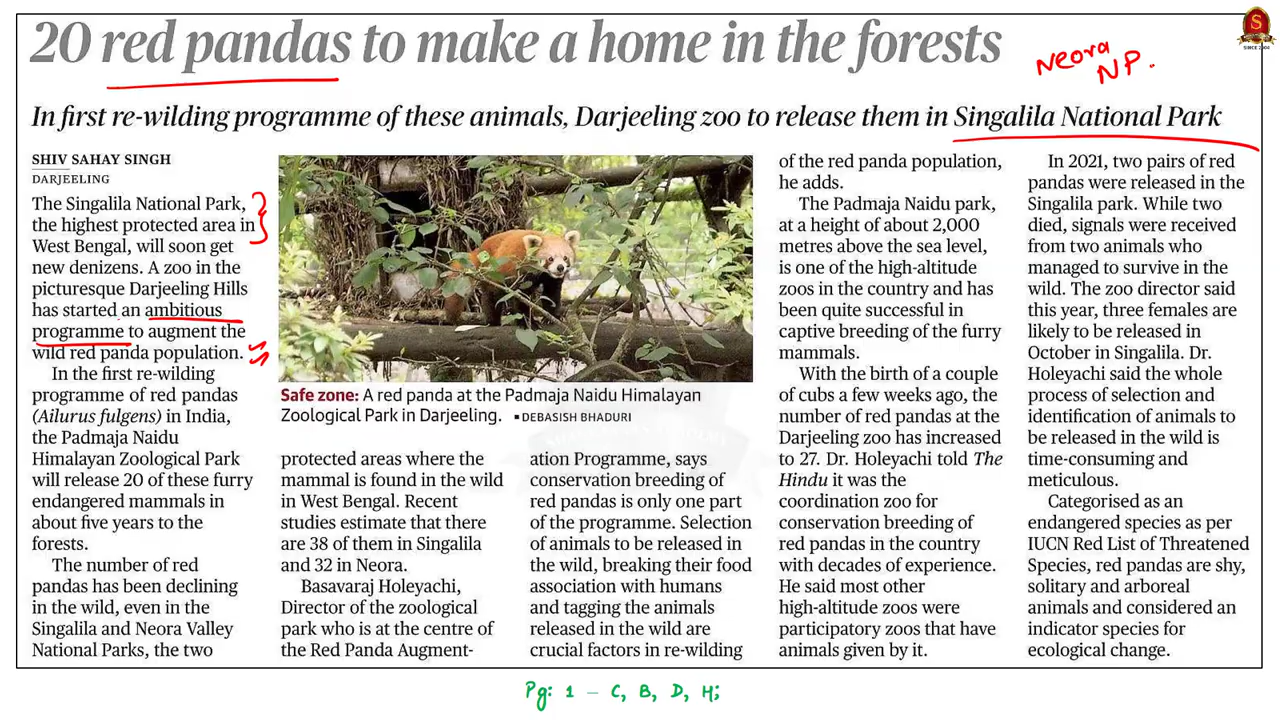 20 red pandas to make a home in the forests
Neora
NP.
S
SINCE 2004
In first re-wilding programme of these animals, Darjeeling zoo to release them in Singalila National Park
SHIV SAHAY SINGH
DARJEELING
The Singalila National Park,
the highest protected area in
West Bengal, will soon get
new denizens. A zoo in the
picturesque Darjeeling Hills
has started an ambitious
programme to augment the
wild red panda population.
In the first re-wilding
programme of red pandas
(Ailurus fulgens) in India,
the Padmaja Naidu
Himalayan Zoological Park
will release 20 of these furry
endangered mammals in
about five years to the
forests.
The number of red
pandas has been declining
in the wild, even in the
Singalila and Neora Valley
National Parks, the two
Safe zone: A red panda at the Padmaja Naidu Himalayan
Zoological Park in Darjeeling. ■ DEBASISH BHADURI
protected areas where the
mammal is found in the wild
in West Bengal. Recent
studies estimate that there
are 38 of them in Singalila
and 32 in Neora.
Basavaraj Holeyachi,
Director of the zoological
park who is at the centre of
the Red Panda Augment-
ation Programme, says
conservation breeding of
red pandas is only one part
of the programme. Selection
of animals to be released in
the wild, breaking their food
association with humans
and tagging the animals
released in the wild are
crucial factors in re-wilding
of the red panda population,
he adds.
The Padmaja Naidu park,
at a height of about 2,000
metres above the sea level,
is one of the high-altitude
zoos in the country and has
been quite successful in
captive breeding of the furry
mammals.
With the birth of a couple
of cubs a few weeks ago, the
number of red pandas at the
Darjeeling zoo has increased
to 27. Dr. Holeyachi told The
Hindu it was the
coordination zoo for
conservation breeding of
red pandas in the country
with decades of experience.
He said most other
high-altitude zoos were
participatory zoos that have
animals given by it.
In 2021, two pairs of red
pandas were released in the
Singalila park. While two
died, signals were received
from two animals who
managed to survive in the
wild. The zoo director said
this year, three females are
likely to be released in
October in Singalila. Dr.
Holeyachi said the whole
process of selection and
identification of animals to
be released in the wild is
time-consuming and
meticulous.
Categorised as an
endangered species as per
IUCN Red List of Threatened
Species, red pandas are shy,
solitary and arboreal
animals and considered an
indicator species for
ecological change.
Pg: 1 – C, B, D, H;